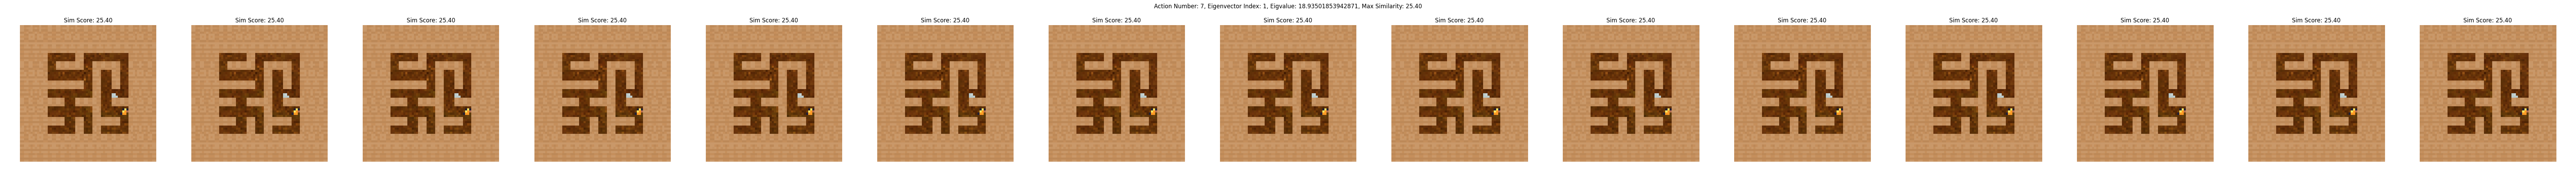 Action Number: 7, Eigenvector Index: 1, Eigvalue: 18.93501853942871, Max Similarity: 25.40
Sim Score: 25.40 Sim Score: 25.40 Sim Score: 25.40 Sim Score: 25.40 Sim Score: 25.40 Sim Score: 25.40 Sim Score: 25.40 Sim Score: 25.40 Sim Score: 25.40 Sim Score: 25.40 Sim Score: 25.40 Sim Score: 25.40 Sim Score: 25.40 Sim Score: 25.40 Sim Score: 25.40